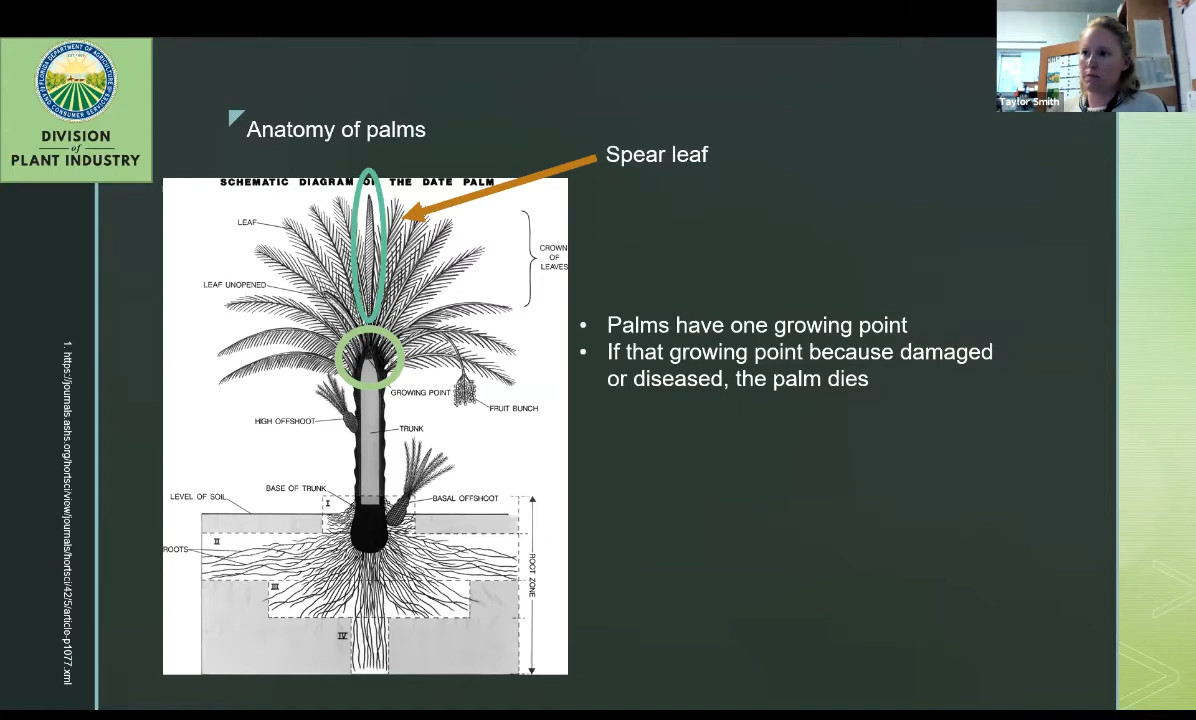 FLORIDA DEPARTMENT OF AGRICULTURE
AND CONSUMER SERVICES
DIVISION
of
PLANT INDUSTRY
Taylor Smith
Anatomy of palms
Spear leaf
SCHEMATIC DIAGRAM OF THE DATE PALM
LEAF
CROWN
OF
LEAVES
LEAF UNOPENED
GROWING POINT
FRUIT BUNCH
HIGH OFFSHOOT
TRUNK
BASE OF TRUNK
BASAL OFFSHOOT
LEVEL OF SOIL
I
II
ROOTS
III
IV
ROOT ZONE
• Palms have one growing point
• If that growing point because damaged
or diseased, the palm dies
1. https://journals.ashs.org/hortsci/view/journals/hortsci/42/5/article-p1077.xml